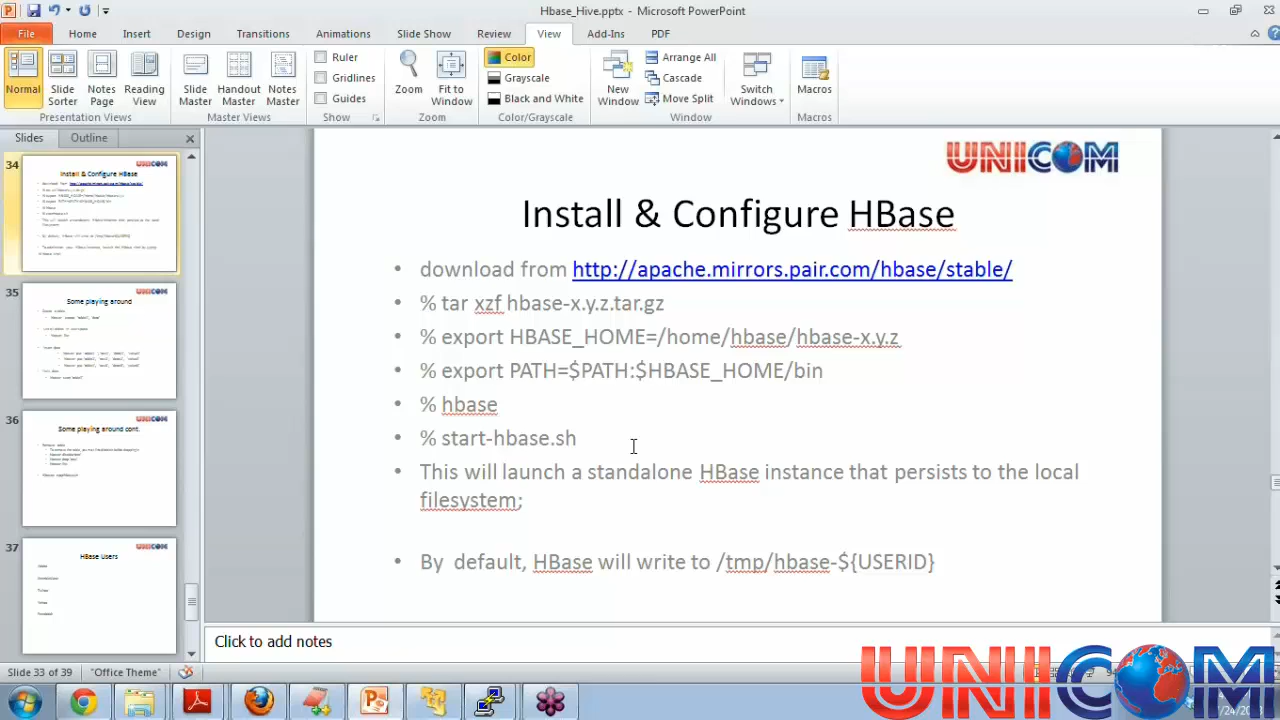 Hbase_Hive.pptx - Microsoft PowerPoint
File Home Insert Design Transitions Animations Slide Show Review View Add-Ins PDF
Normal Slide Sorter Notes Page Reading View
Presentation Views
Slide Master Handout Master Notes Master
Master Views
Ruler
Gridlines
Guides
Show
Zoom Fit to Window
Zoom
Color
Grayscale
Black and White
Color/Grayscale
New Window
Arrange All
Cascade
Move Split
Switch Windows
Window
Macros
Macros
Slides Outline
34
UNICOM
Install & Configure HBase
35
UNICOM
Some playing around
36
UNICOM
Some playing around cont.
37
UNICOM
HBase Users
UNICOM
Install & Configure HBase
• download from http://apache.mirrors.pair.com/hbase/stable/
• % tar xzf hbase-x.y.z.tar.gz
• % export HBASE_HOME=/home/hbase/hbase-x.y.z
• % export PATH=$PATH:$HBASE_HOME/bin
• % hbase
• % start-hbase.sh
• This will launch a standalone HBase instance that persists to the local
filesystem;
• By  default, HBase will write to /tmp/hbase-${USERID}
Click to add notes
Slide 33 of 39 "Office Theme"
UNICOM